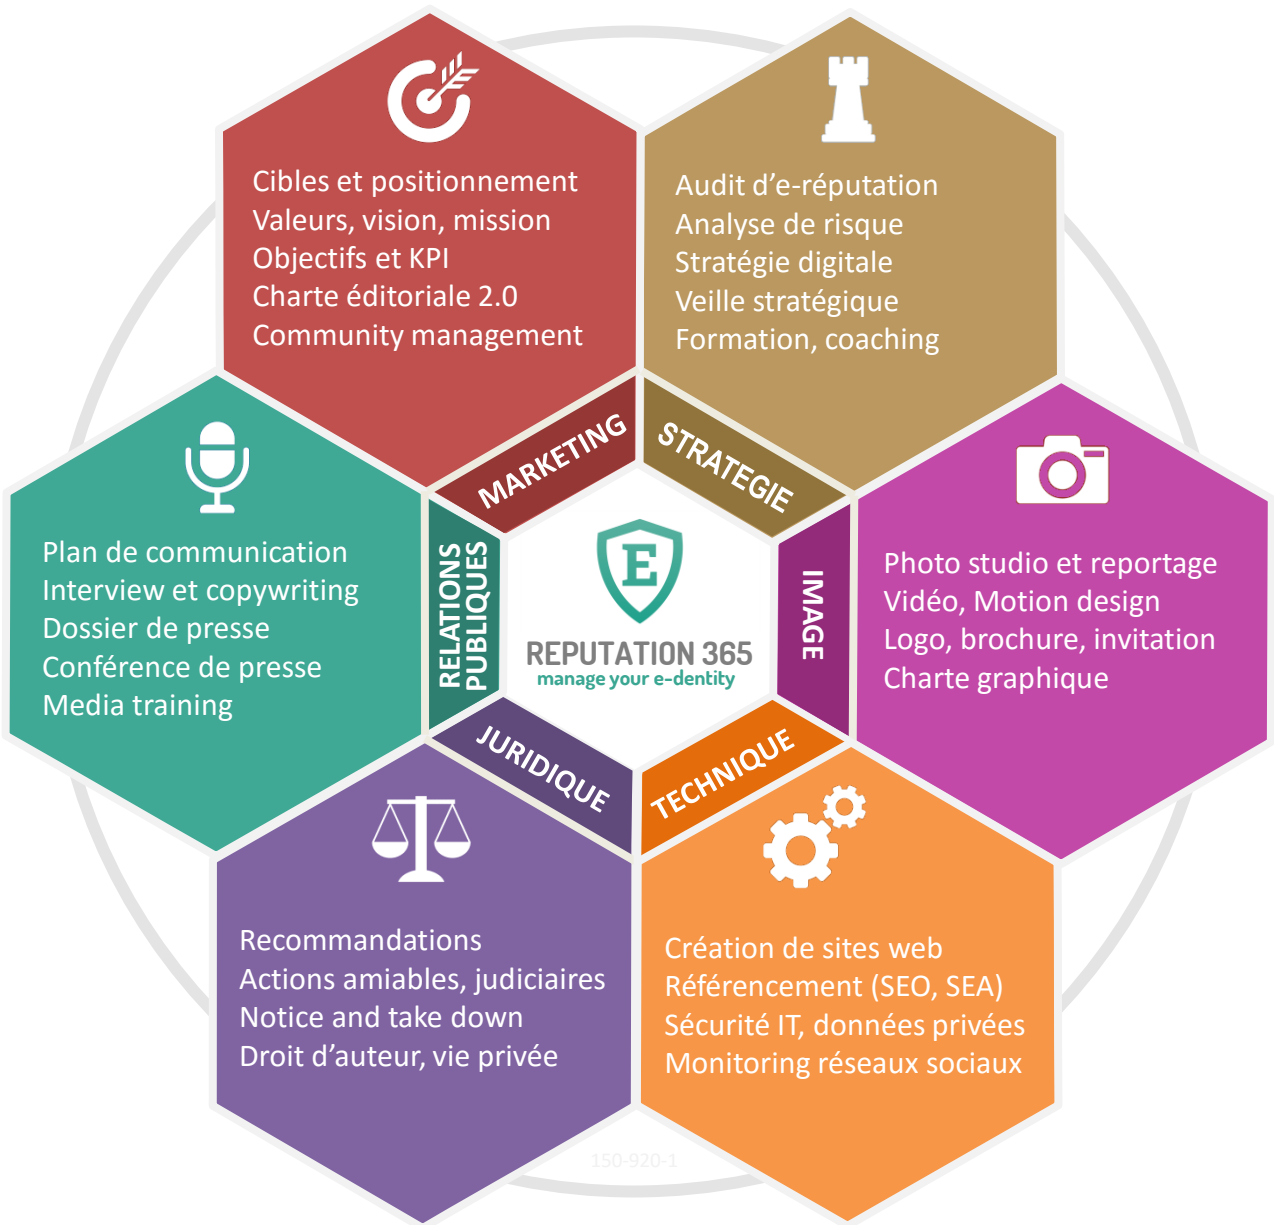 Cibles et positionnement
Valeurs, vision, mission
Objectifs et KPI
Charte éditoriale 2.0
Community management
MARKETING
Audit d’e-réputation
Analyse de risque
Stratégie digitale
Veille stratégique
Formation, coaching
STRATEGIE
Plan de communication
Interview et copywriting
Dossier de presse
Conférence de presse
Media training
RELATIONS
PUBLIQUES
E
REPUTATION 365
manage your e-dentity
IMAGE
Photo studio et reportage
Vidéo, Motion design
Logo, brochure, invitation
Charte graphique
JURIDIQUE
Recommandations
Actions amiables, judiciaires
Notice and take down
Droit d’auteur, vie privée
TECHNIQUE
Création de sites web
Référencement (SEO, SEA)
Sécurité IT, données privées
Monitoring réseaux sociaux
150-920-1